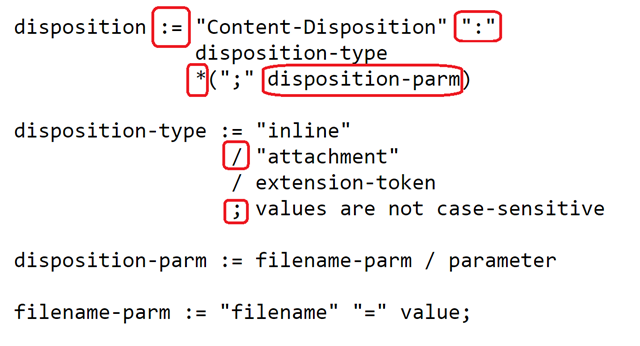 disposition := "Content-Disposition" ":"
disposition-type
*(";" disposition-parm)
disposition-type := "inline"
/ "attachment"
/ extension-token
; values are not case-sensitive
disposition-parm := filename-parm / parameter
filename-parm := "filename" "=" value;